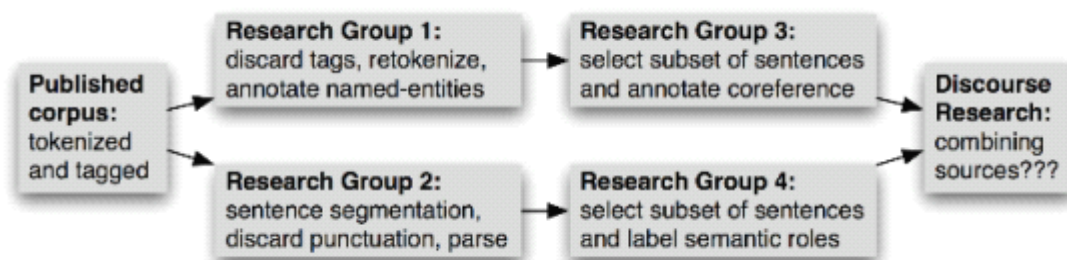 Published
corpus:
tokenized
and tagged
Research Group 1:
discard tags, retokenize,
annotate named-entities
Research Group 2:
sentence segmentation,
discard punctuation, parse
Research Group 3:
select subset of sentences
and annotate coreference
Research Group 4:
select subset of sentences
and label semantic roles
Discourse
Research:
combining
sources???